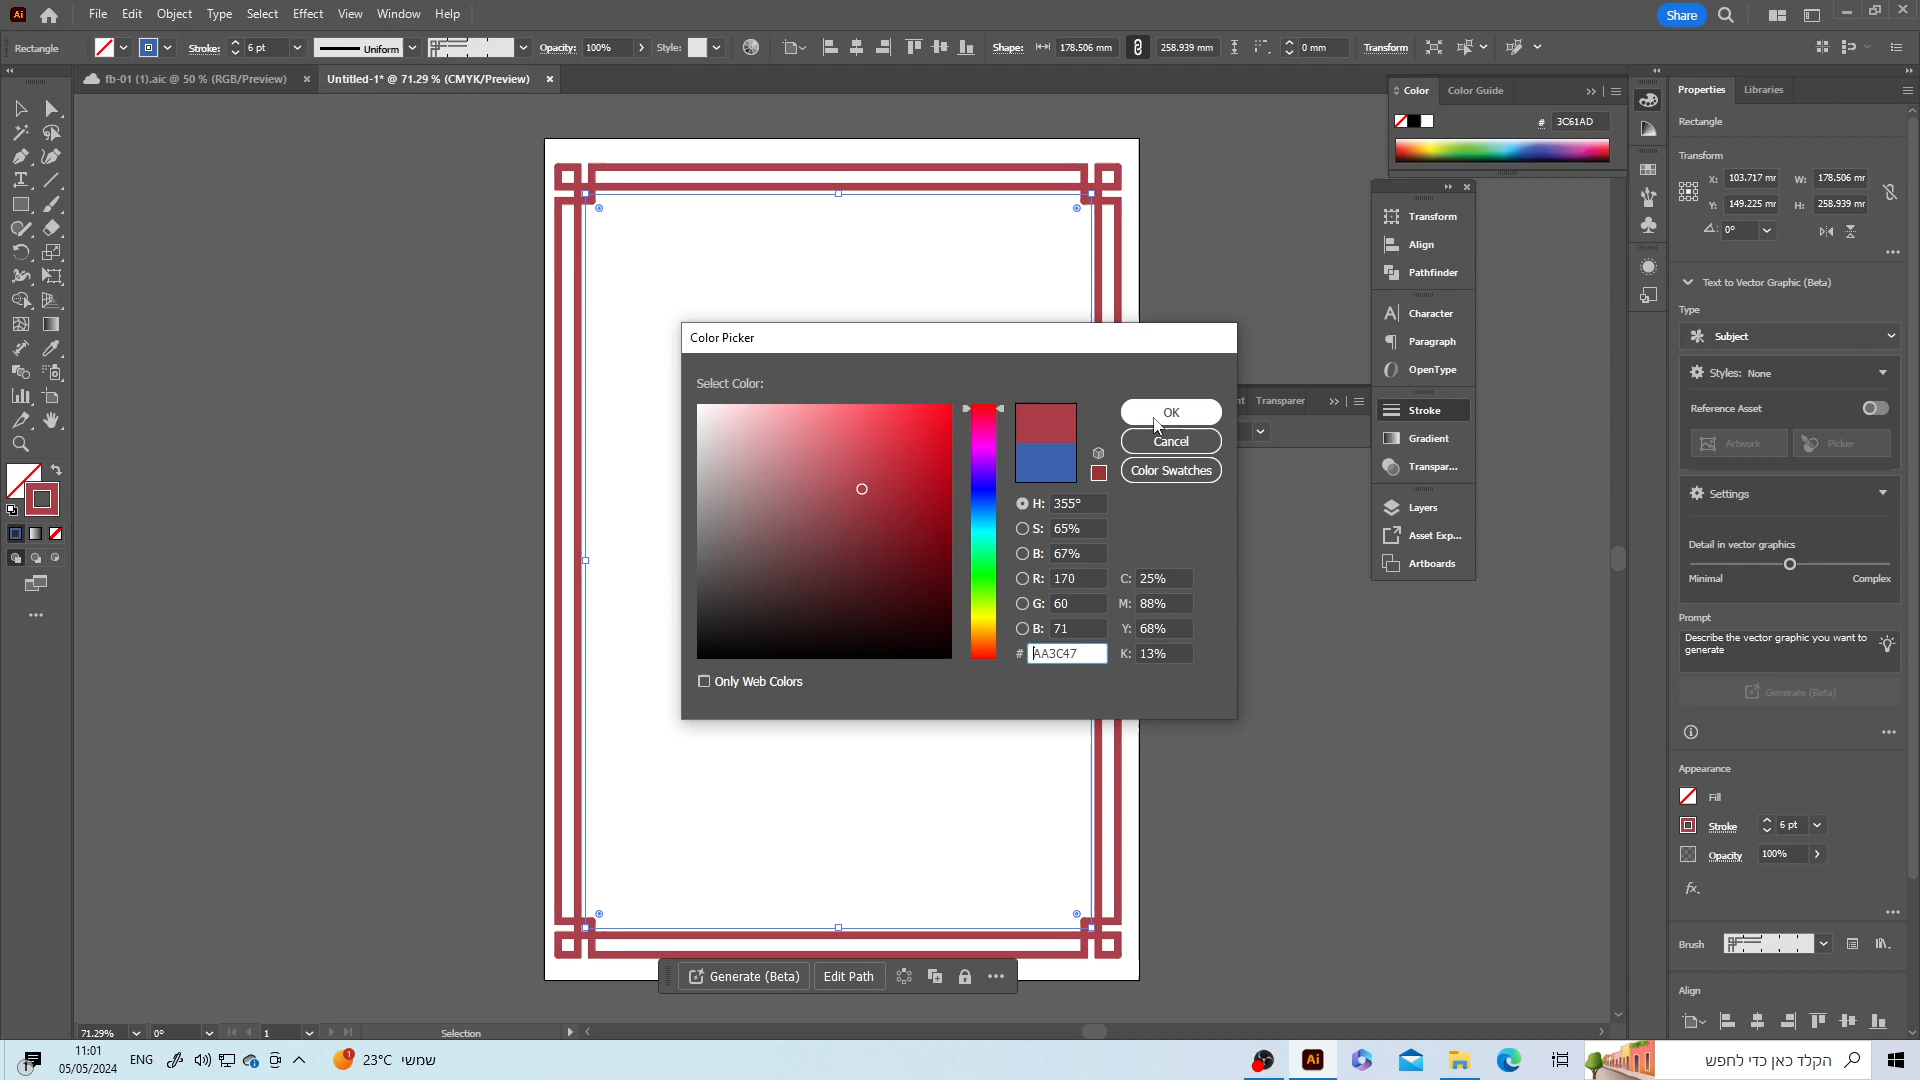 Ai File Edit Object Type Select Effect View Window Help Share
Rectangle Stroke: 6 pt Uniform Opacity: 100% Style: Shape: 178.506 mm 258.939 mm 0 mm Transform
fb-01 (1).aic @ 50 % (RGB/Preview) × Untitled-1* @ 71.29 % (CMYK/Preview) ×
Color Color Guide
# 3C61AD
Transform
Align
Pathfinder
Character
Paragraph
OpenType
Stroke
Gradient
Transpar...
Layers
Asset Exp...
Artboards
nt Transparer
Color Picker
Select Color:
OK
Cancel
Color Swatches
H: 355°
S: 65%
B: 67%
R: 170 C: 25%
G: 60 M: 88%
B: 71 Y: 68%
# AA3C47 K: 13%
Only Web Colors
Generate (Beta) Edit Path
Properties Libraries
Rectangle
Transform
X: 103.717 mr W: 178.506 mr
Y: 149.225 mr H: 258.939 mr
0°
Text to Vector Graphic (Beta)
Type
Subject
Styles: None
Reference Asset
Artwork Picker
Settings
Detail in vector graphics
Minimal Complex
Prompt
Describe the vector graphic you want to
generate
Generate (Beta)
Appearance
Fill
Stroke 6 pt
Opacity 100%
fx.
Brush
Align
71.29% 0° 1 Selection
11:01
05/05/2024
ENG
1
23°C שמשי
Ai
הקלד כאן כדי לחפש